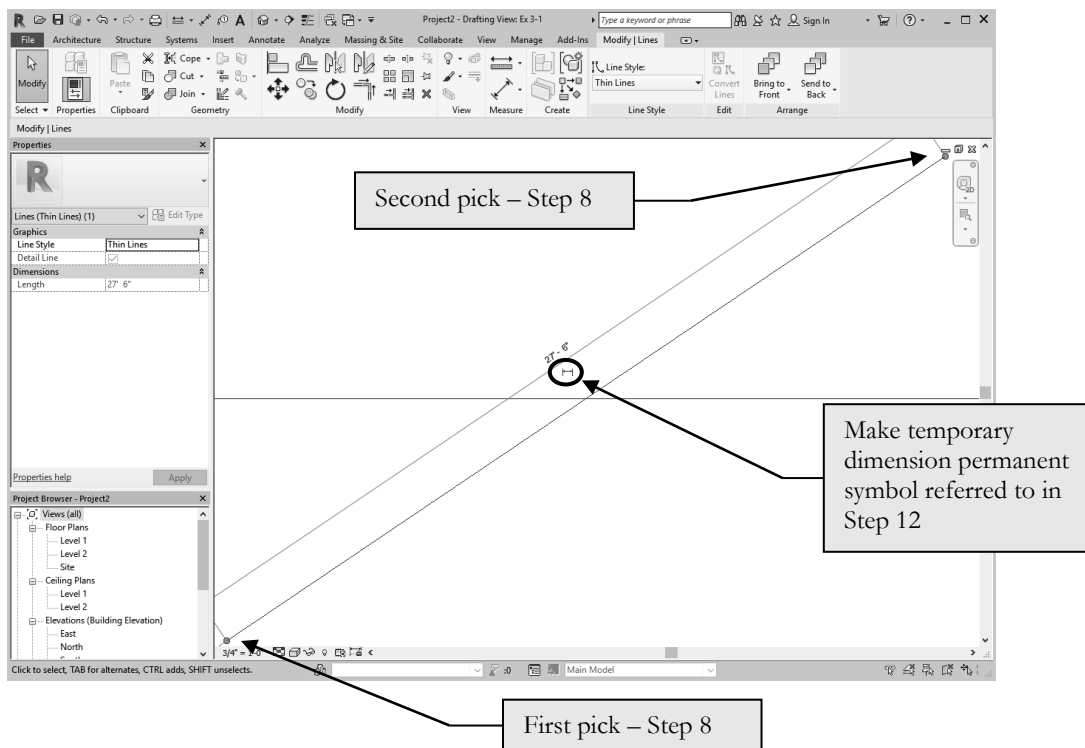 Project2 - Drafting View: Ex 3-1
Type a keyword or phrase
Sign In
File Architecture Structure Systems Insert Annotate Analyze Massing & Site Collaborate View Manage Add-Ins Modify | Lines
Modify
Paste
Cope
Cut
Join
Line Style:
Thin Lines
Convert
Lines
Bring to
Front
Send to
Back
Select Properties Clipboard Geometry Modify View Measure Create Line Style Edit Arrange
Modify | Lines
Properties
Lines (Thin Lines) (1)
Edit Type
Graphics
Line Style Thin Lines
Detail Line
Dimensions
Length 27' 6"
Properties help
Apply
Project Browser - Project2
Views (all)
Floor Plans
Level 1
Level 2
Site
Ceiling Plans
Level 1
Level 2
Elevations (Building Elevation)
East
North
Second pick – Step 8
2D
27' - 6"
Make temporary
dimension permanent
symbol referred to in
Step 12
Click to select, TAB for alternates, CTRL adds, SHIFT unselects.
:0
Main Model
First pick – Step 8